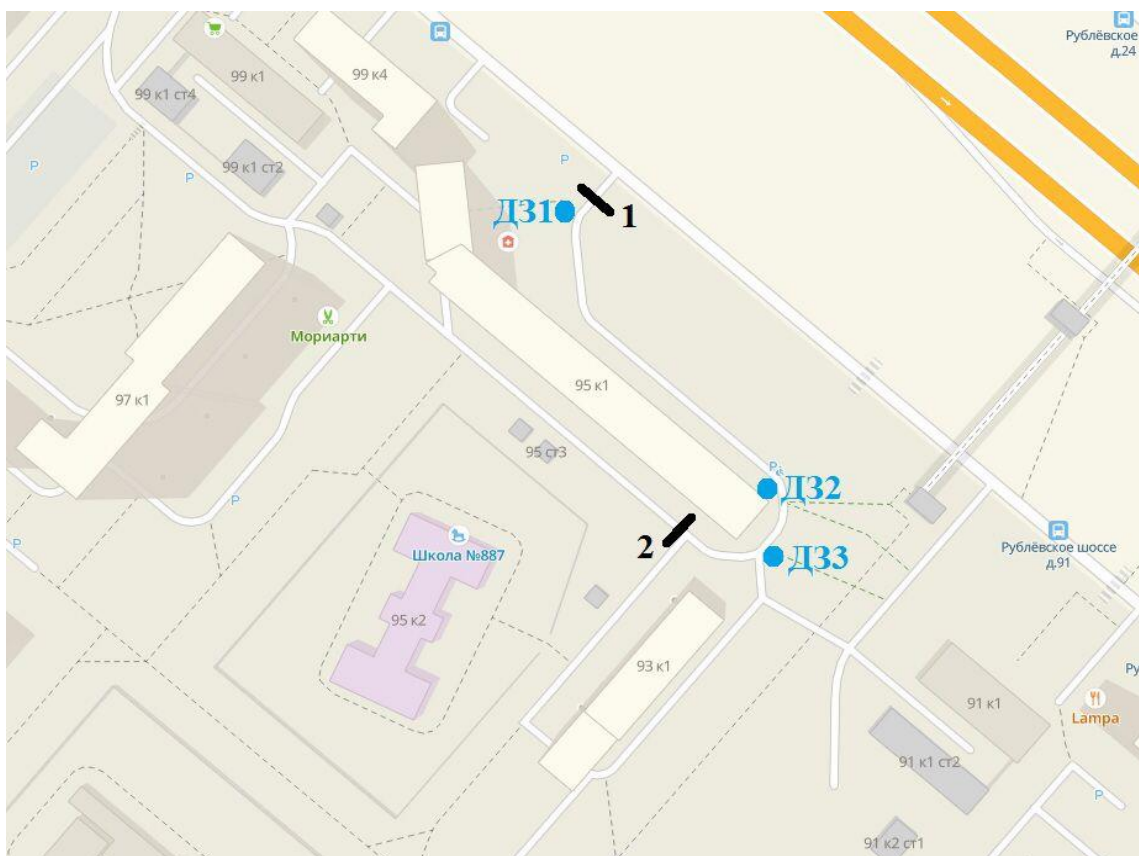 Рублёвское
д.24
99 к1
99 к4
99 к1 ст4
P
P
99 к1 ст2
P
ДЗ1
1
Мориарти
97 к1
95 к1
95 ст3
P
P
P
ДЗ2
2
Школа №887
ДЗ3
Рублёвское шоссе
д.91
95 к2
93 к1
Ру
91 к1
Lampa
91 к1 ст2
P
91 к2 ст1